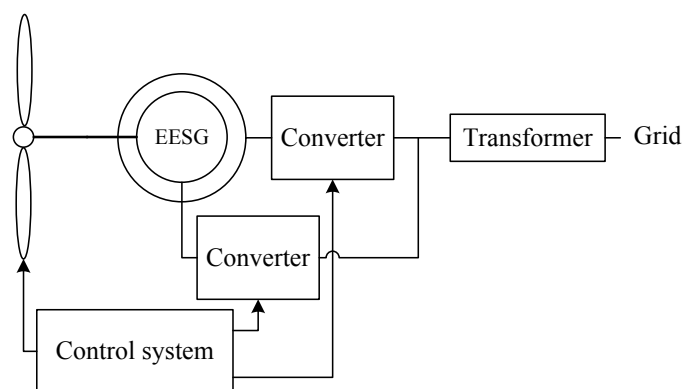 EESG
Converter
Transformer
Grid
Converter
Control system